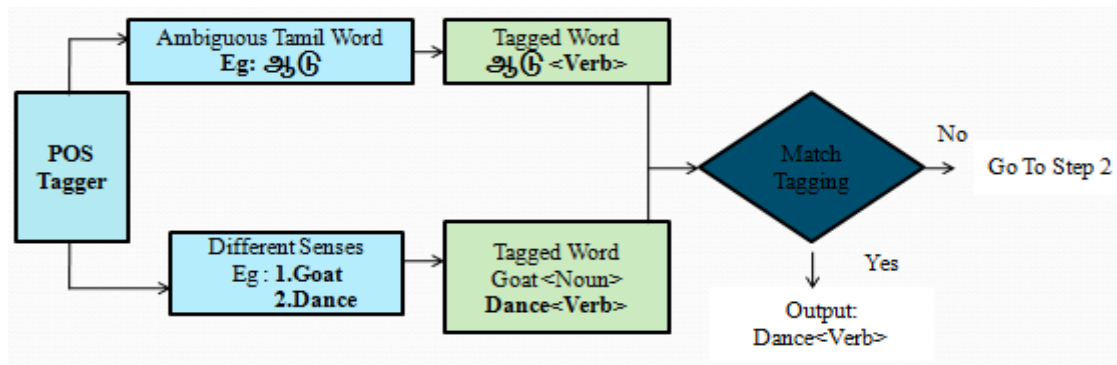 POS
Tagger
Ambiguous Tamil Word
Eg: ஆடு
Tagged Word
ஆடு <Verb>
Different Senses
Eg : 1.Goat
2.Dance
Tagged Word
Goat <Noun>
Dance<Verb>
Match
Tagging
No
Go To Step 2
Yes
Output:
Dance<Verb>